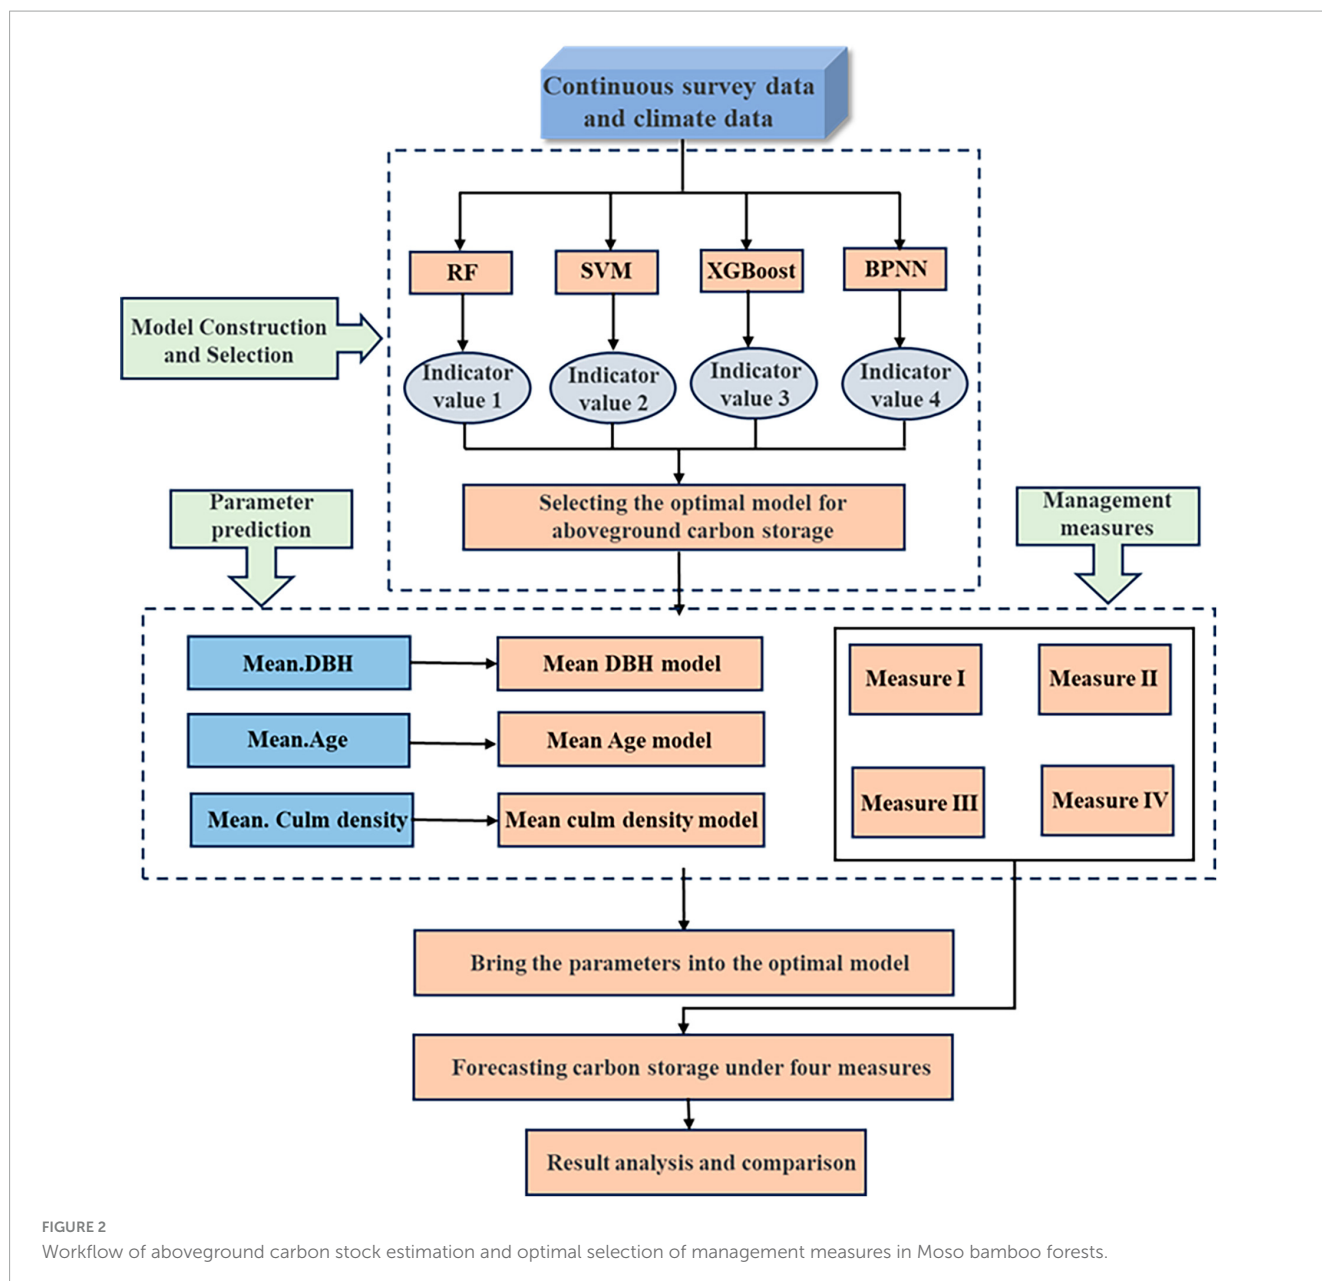 Continuous survey data
and climate data
RF
SVM
XGBoost
BPNN
Model Construction
and Selection
Indicator
value 1
Indicator
value 2
Indicator
value 3
Indicator
value 4
Selecting the optimal model for
aboveground carbon storage
Parameter
prediction
Management
measures
Mean.DBH
Mean DBH model
Mean.Age
Mean Age model
Mean. Culm density
Mean culm density model
Measure I
Measure II
Measure III
Measure IV
Bring the parameters into the optimal model
Forecasting carbon storage under four measures
Result analysis and comparison
FIGURE 2
Workflow of aboveground carbon stock estimation and optimal selection of management measures in Moso bamboo forests.